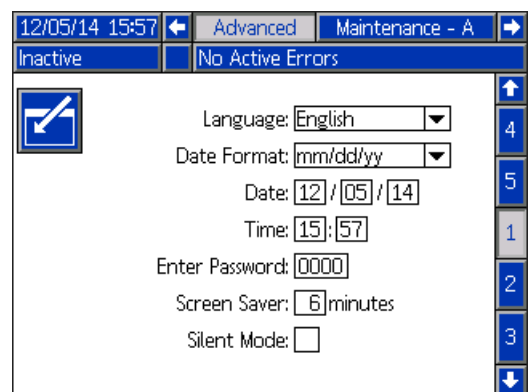 12/05/14 15:57 Advanced Maintenance - A
Inactive No Active Errors
Language: English
4
Date Format: mm/dd/yy
5
Date: 12 / 05 / 14
Time: 15 : 57
1
Enter Password: 0000
2
Screen Saver: 6 minutes
Silent Mode:
3